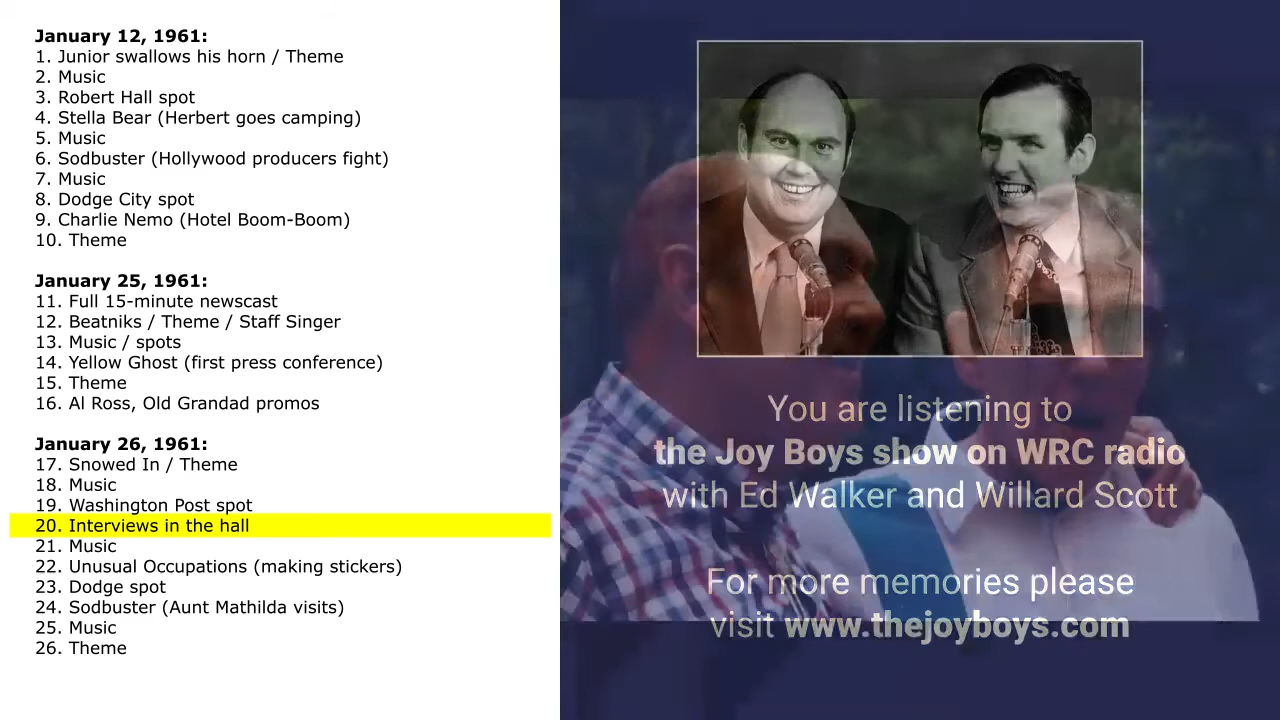 January 12, 1961:
1. Junior swallows his horn / Theme
2. Music
3. Robert Hall spot
4. Stella Bear (Herbert goes camping)
5. Music
6. Sodbuster (Hollywood producers fight)
7. Music
8. Dodge City spot
9. Charlie Nemo (Hotel Boom-Boom)
10. Theme
January 25, 1961:
11. Full 15-minute newscast
12. Beatniks / Theme / Staff Singer
13. Music / spots
14. Yellow Ghost (first press conference)
15. Theme
16. Al Ross, Old Grandad promos
January 26, 1961:
17. Snowed In / Theme
18. Music
19. Washington Post spot
20. Interviews in the hall
21. Music
22. Unusual Occupations (making stickers)
23. Dodge spot
24. Sodbuster (Aunt Mathilda visits)
25. Music
26. Theme
You are listening to
the Joy Boys show on WRC radio
with Ed Walker and Willard Scott
For more memories please
visit www.thejoyboys.com